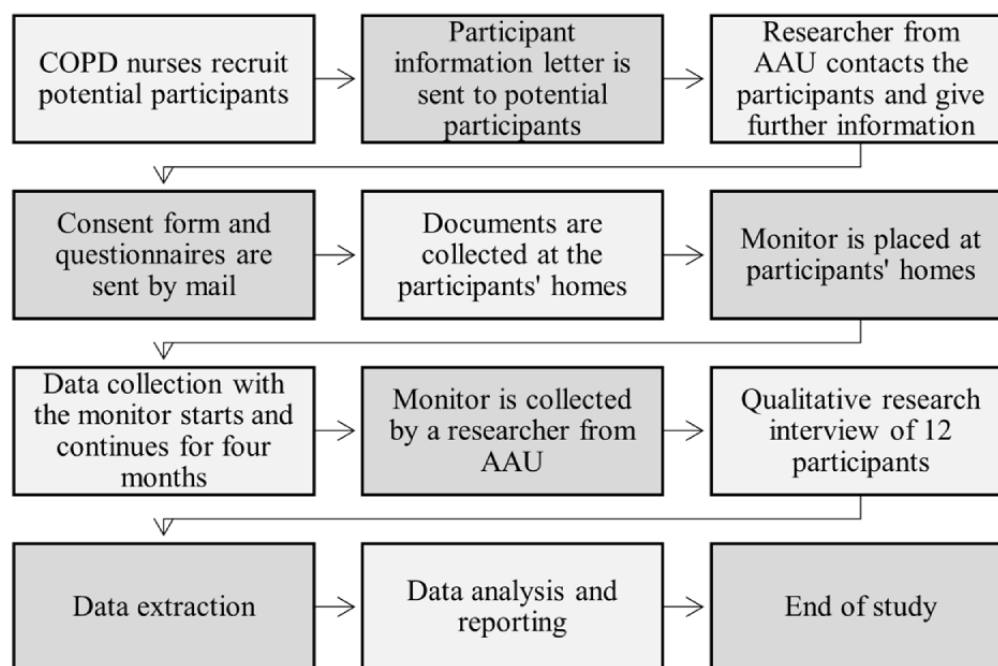 COPD nurses recruit
potential participants
Participant
information letter is
sent to potential
participants
Researcher from
AAU contacts the
participants and give
further information
Consent form and
questionnaires are
sent by mail
Documents are
collected at the
participants' homes
Monitor is placed at
participants' homes
Data collection with
the monitor starts and
continues for four
months
Monitor is collected
by a researcher from
AAU
Qualitative research
interview of 12
participants
Data extraction
Data analysis and
reporting
End of study